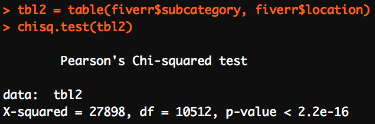 > tbl2 = table(fiverr$subcategory, fiverr$location)
> chisq.test(tbl2)
Pearson's Chi-squared test
data:  tbl2
X-squared = 27898, df = 10512, p-value < 2.2e-16